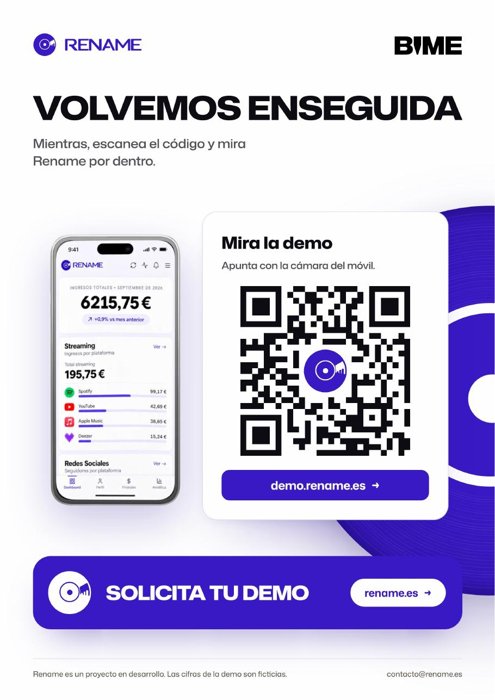 RENAME
BIME
VOLVEMOS ENSEGUIDA
Mientras, escanea el código y mira
Rename por dentro.
9:41
RENAME
INGRESOS TOTALES • SEPTIEMBRE DE 2026
6215,75 €
+0,9% vs mes anterior
Streaming
Ver →
Ingresos por plataforma
Total streaming
195,75 €
Spotify 99,17 €
YouTube 42,69 €
Apple Music 38,65 €
Deezer 15,24 €
Redes Sociales
Ver →
Seguidores por plataforma
Dashboard
Perfil
Finanzas
Analítica
Mira la demo
Apunta con la cámara del móvil.
demo.rename.es →
SOLICITA TU DEMO
rename.es →
Rename es un proyecto en desarrollo. Las cifras de la demo son ficticias.
contacto@rename.es